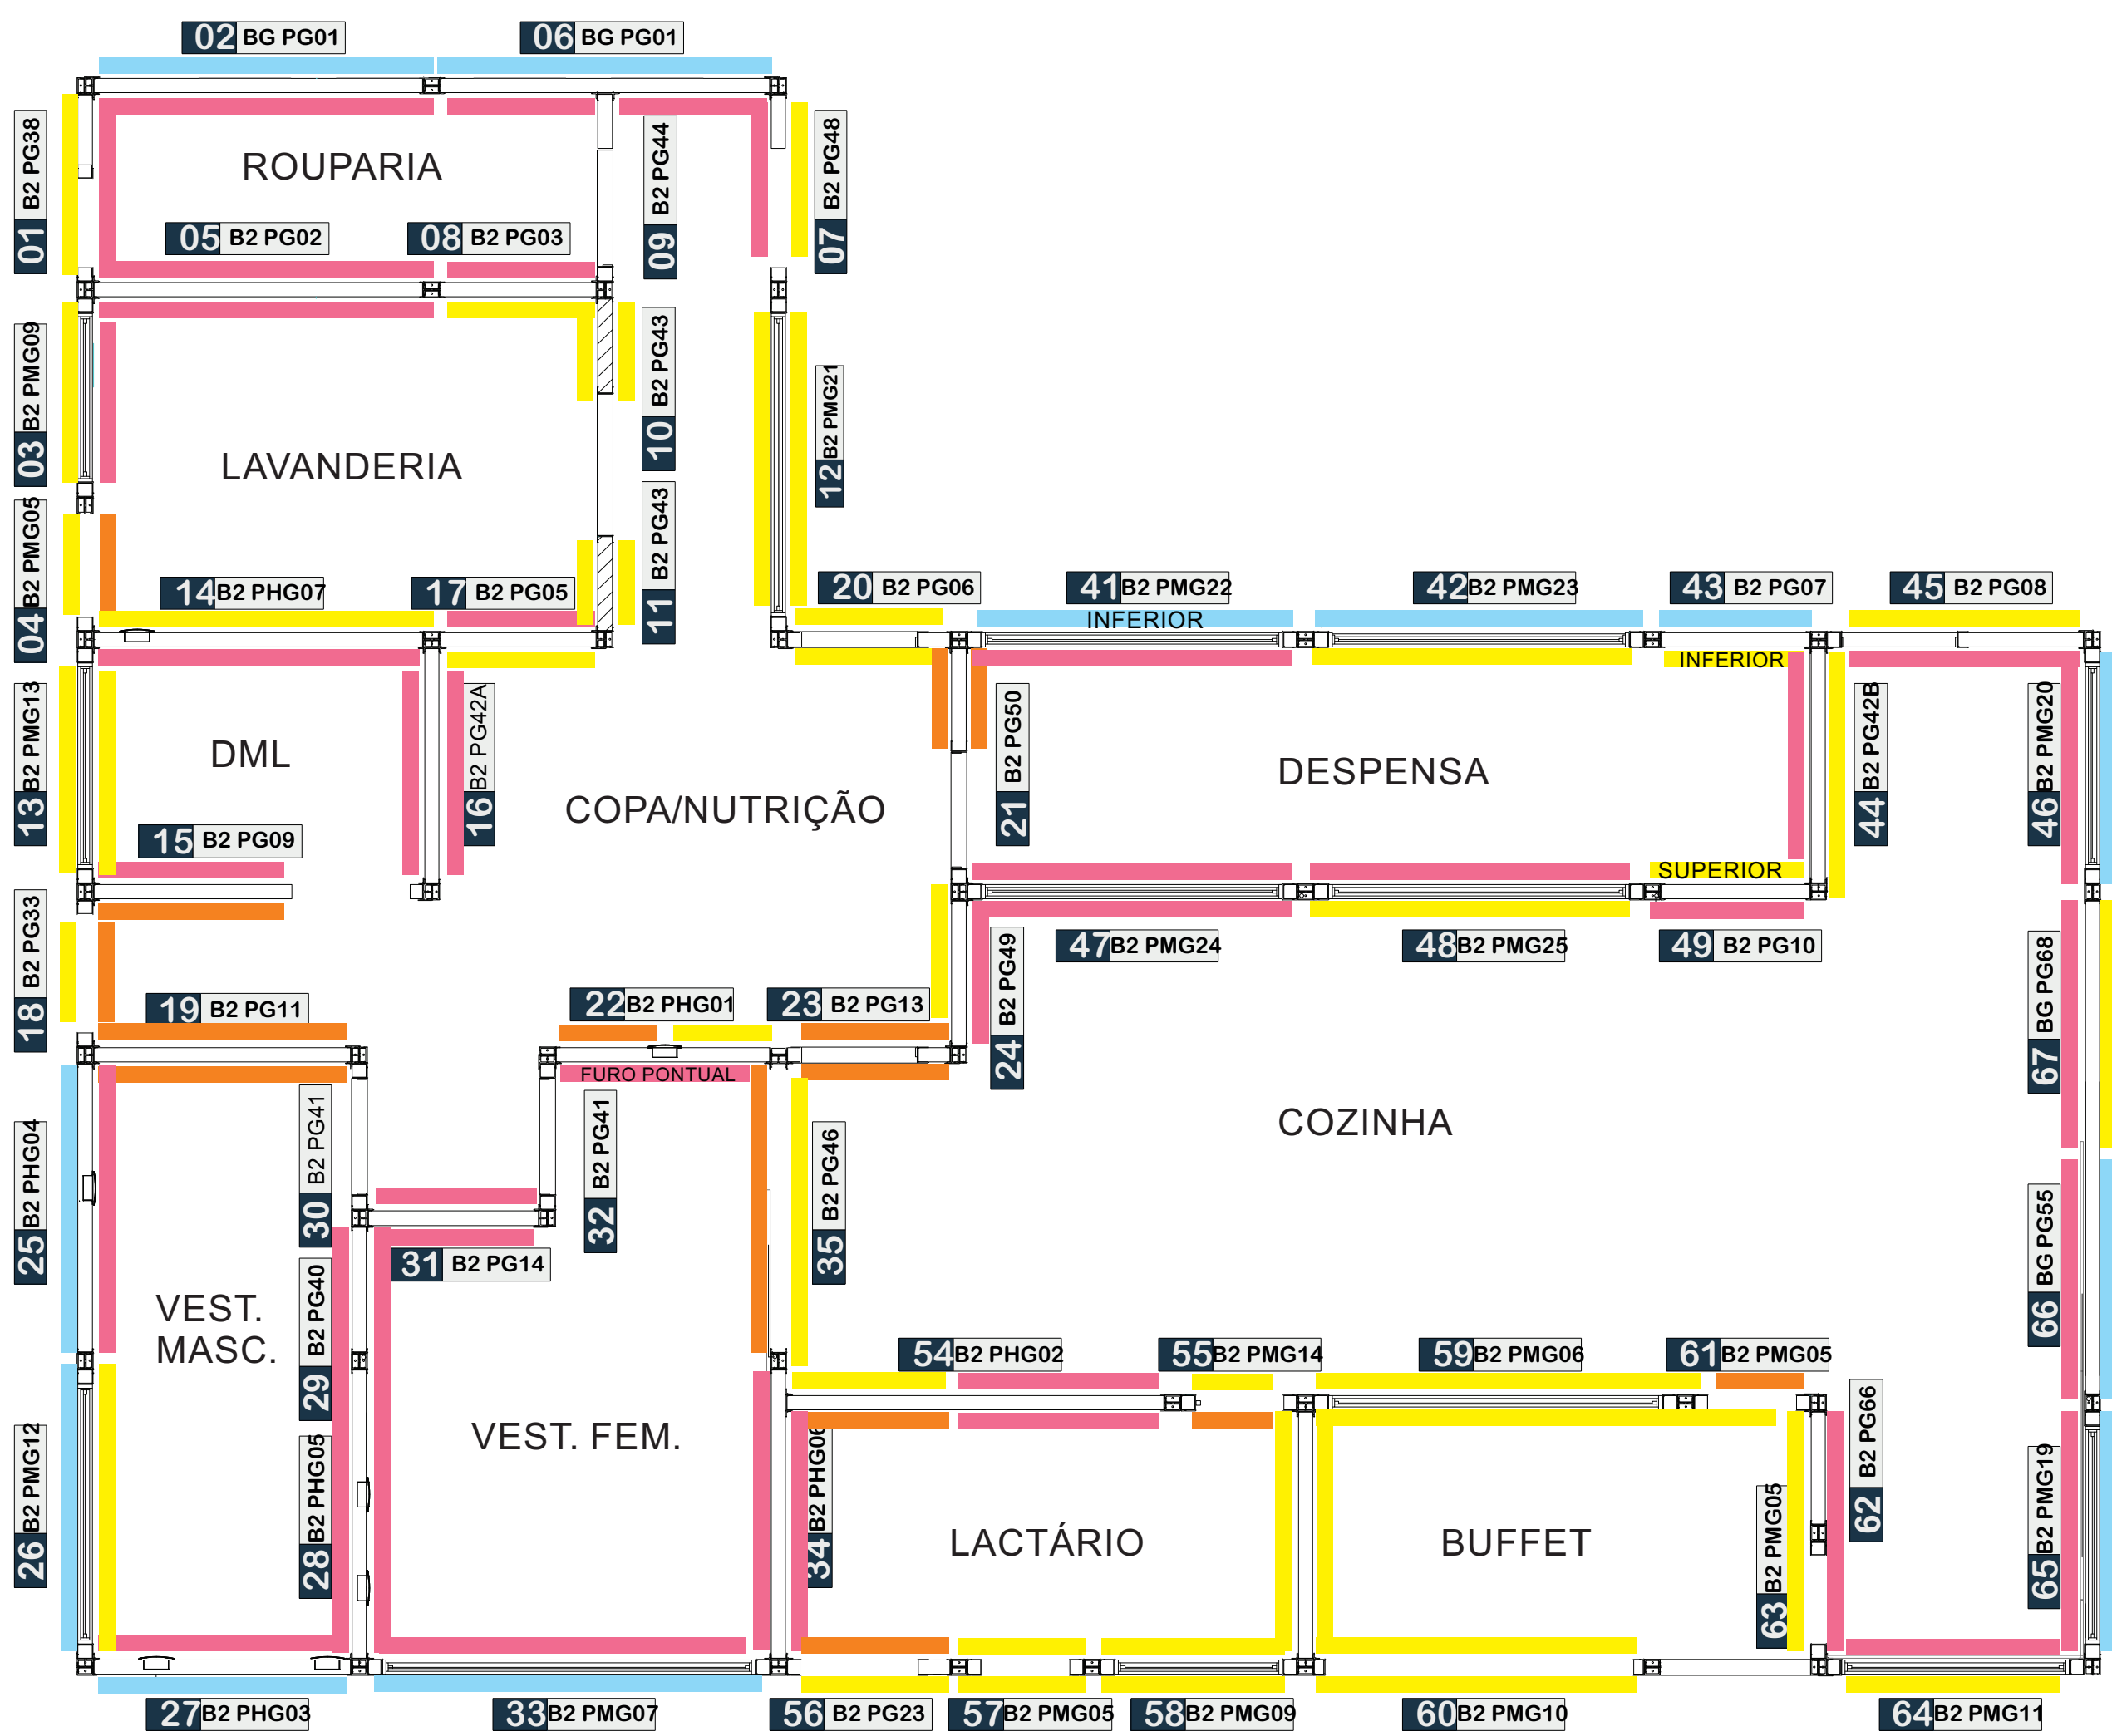 02 BG PG01
06 BG PG01
01 B2 PG38
ROUPARIA
09 B2 PG44
07 B2 PG48
05 B2 PG02
08 B2 PG03
03 B2 PMG09
10 B2 PG43
12 B2 PMG21
LAVANDERIA
04 B2 PMG05
11 B2 PG43
14 B2 PHG07
17 B2 PG05
20 B2 PG06
41 B2 PMG22
42 B2 PMG23
43 B2 PG07
45 B2 PG08
INFERIOR
INFERIOR
13 B2 PMG13
DML
16 B2 PG42A
COPA/NUTRIÇÃO
21 B2 PG50
DESPENSA
44 B2 PG42B
46 B2 PMG20
15 B2 PG09
SUPERIOR
18 B2 PG33
47 B2 PMG24
48 B2 PMG25
49 B2 PG10
19 B2 PG11
22 B2 PHG01
23 B2 PG13
24 B2 PG49
67 BG PG68
FURO PONTUAL
25 B2 PHG04
30 B2 PG41
32 B2 PG41
35 B2 PG46
COZINHA
31 B2 PG14
66 BG PG55
VEST.
MASC.
29 B2 PG40
54 B2 PHG02
55 B2 PMG14
59 B2 PMG06
61 B2 PMG05
26 B2 PMG12
28 B2 PHG05
VEST. FEM.
34 B2 PHG06
LACTÁRIO
BUFFET
63 B2 PMG05
62 B2 PG66
65 B2 PMG19
27 B2 PHG03
33 B2 PMG07
56 B2 PG23
57 B2 PMG05
58 B2 PMG09
60 B2 PMG10
64 B2 PMG11